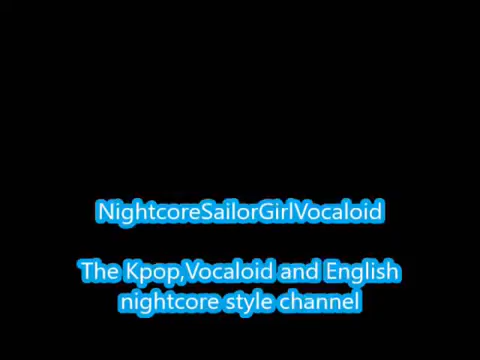 NightcoreSailorGirlVocaloid
The Kpop,Vocaloid and English
nightcore style channel